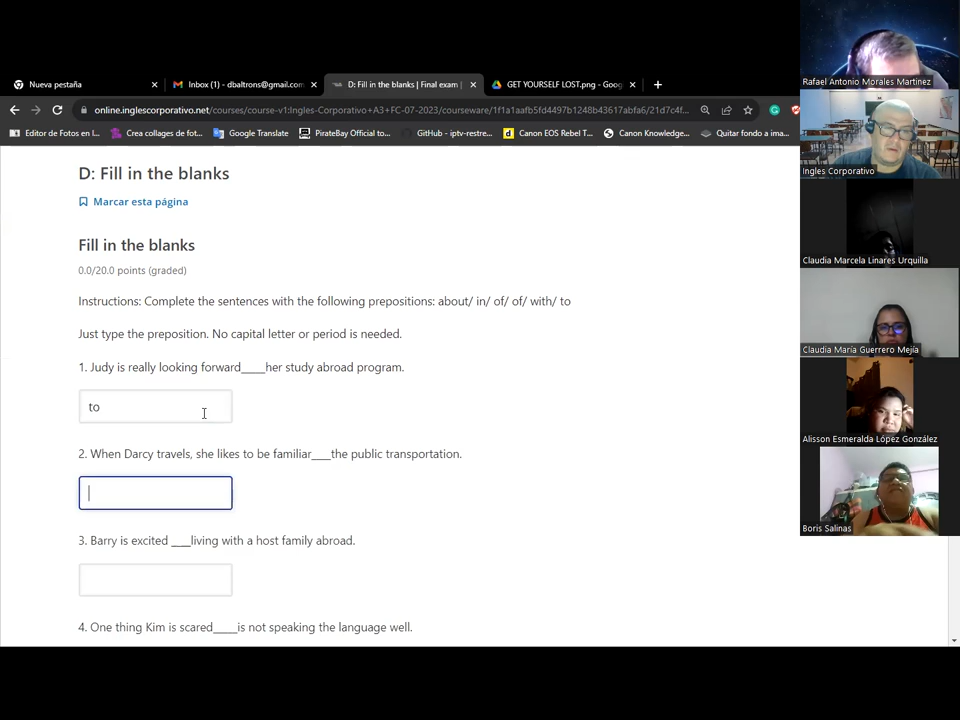 Nueva pestaña
Inbox (1) - dbaltrons@gmail.com
D: Fill in the blanks | Final exam |
GET YOURSELF LOST.png - Goog
online.inglescorporativo.net/courses/course-v1:Ingles-Corporativo+A3+FC-07-2023/courseware/1f1a1aafb5fd4497b1248b43617abfa6/21d7c4f...
Editor de Fotos en l...
Crea collages de fot...
Google Translate
PirateBay Official to...
GitHub - iptv-restre...
Canon EOS Rebel T...
Canon Knowledge...
Quitar fondo a ima...
D: Fill in the blanks
Marcar esta página
Fill in the blanks
0.0/20.0 points (graded)
Instructions: Complete the sentences with the following prepositions: about/ in/ of/ of/ with/ to
Just type the preposition. No capital letter or period is needed.
1. Judy is really looking forward____her study abroad program.
to
2. When Darcy travels, she likes to be familiar___the public transportation.
3. Barry is excited ___living with a host family abroad.
4. One thing Kim is scared____is not speaking the language well.
Rafael Antonio Morales Martinez
Ingles Corporativo
Claudia Marcela Linares Urquilla
Claudia María Guerrero Mejía
Alisson Esmeralda López González
Boris Salinas